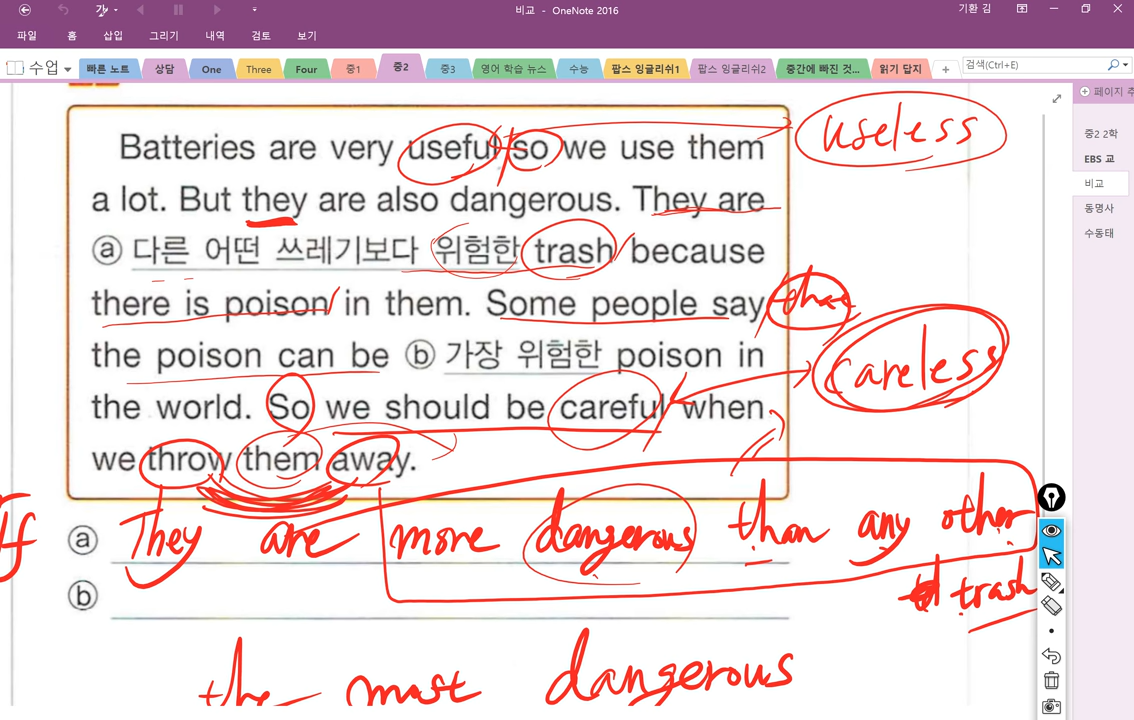 비교 - OneNote 2016
기환 김
파일 홈 삽입 그리기 내역 검토 보기
수업 빠른 노트 상담 One Three Four 중1 중2 중3 영어 학습 뉴스 수능 팝스 잉글리쉬1 팝스 잉글리쉬2 중간에 빠진 것... 읽기 답지 + 검색(Ctrl+E)
페이지 추
중2 2학
EBS 교
비교
동명사
수동태
Batteries are very useful so we use them
useless
a lot. But they are also dangerous. They are
ⓐ 다른 어떤 쓰레기보다 위험한 trash because
there is poison in them. Some people say
that
the poison can be ⓑ 가장 위험한 poison in
careless
the world. So we should be careful when
we throw them away.
If
ⓐ They are more dangerous than any other
trash
ⓑ
the most dangerous